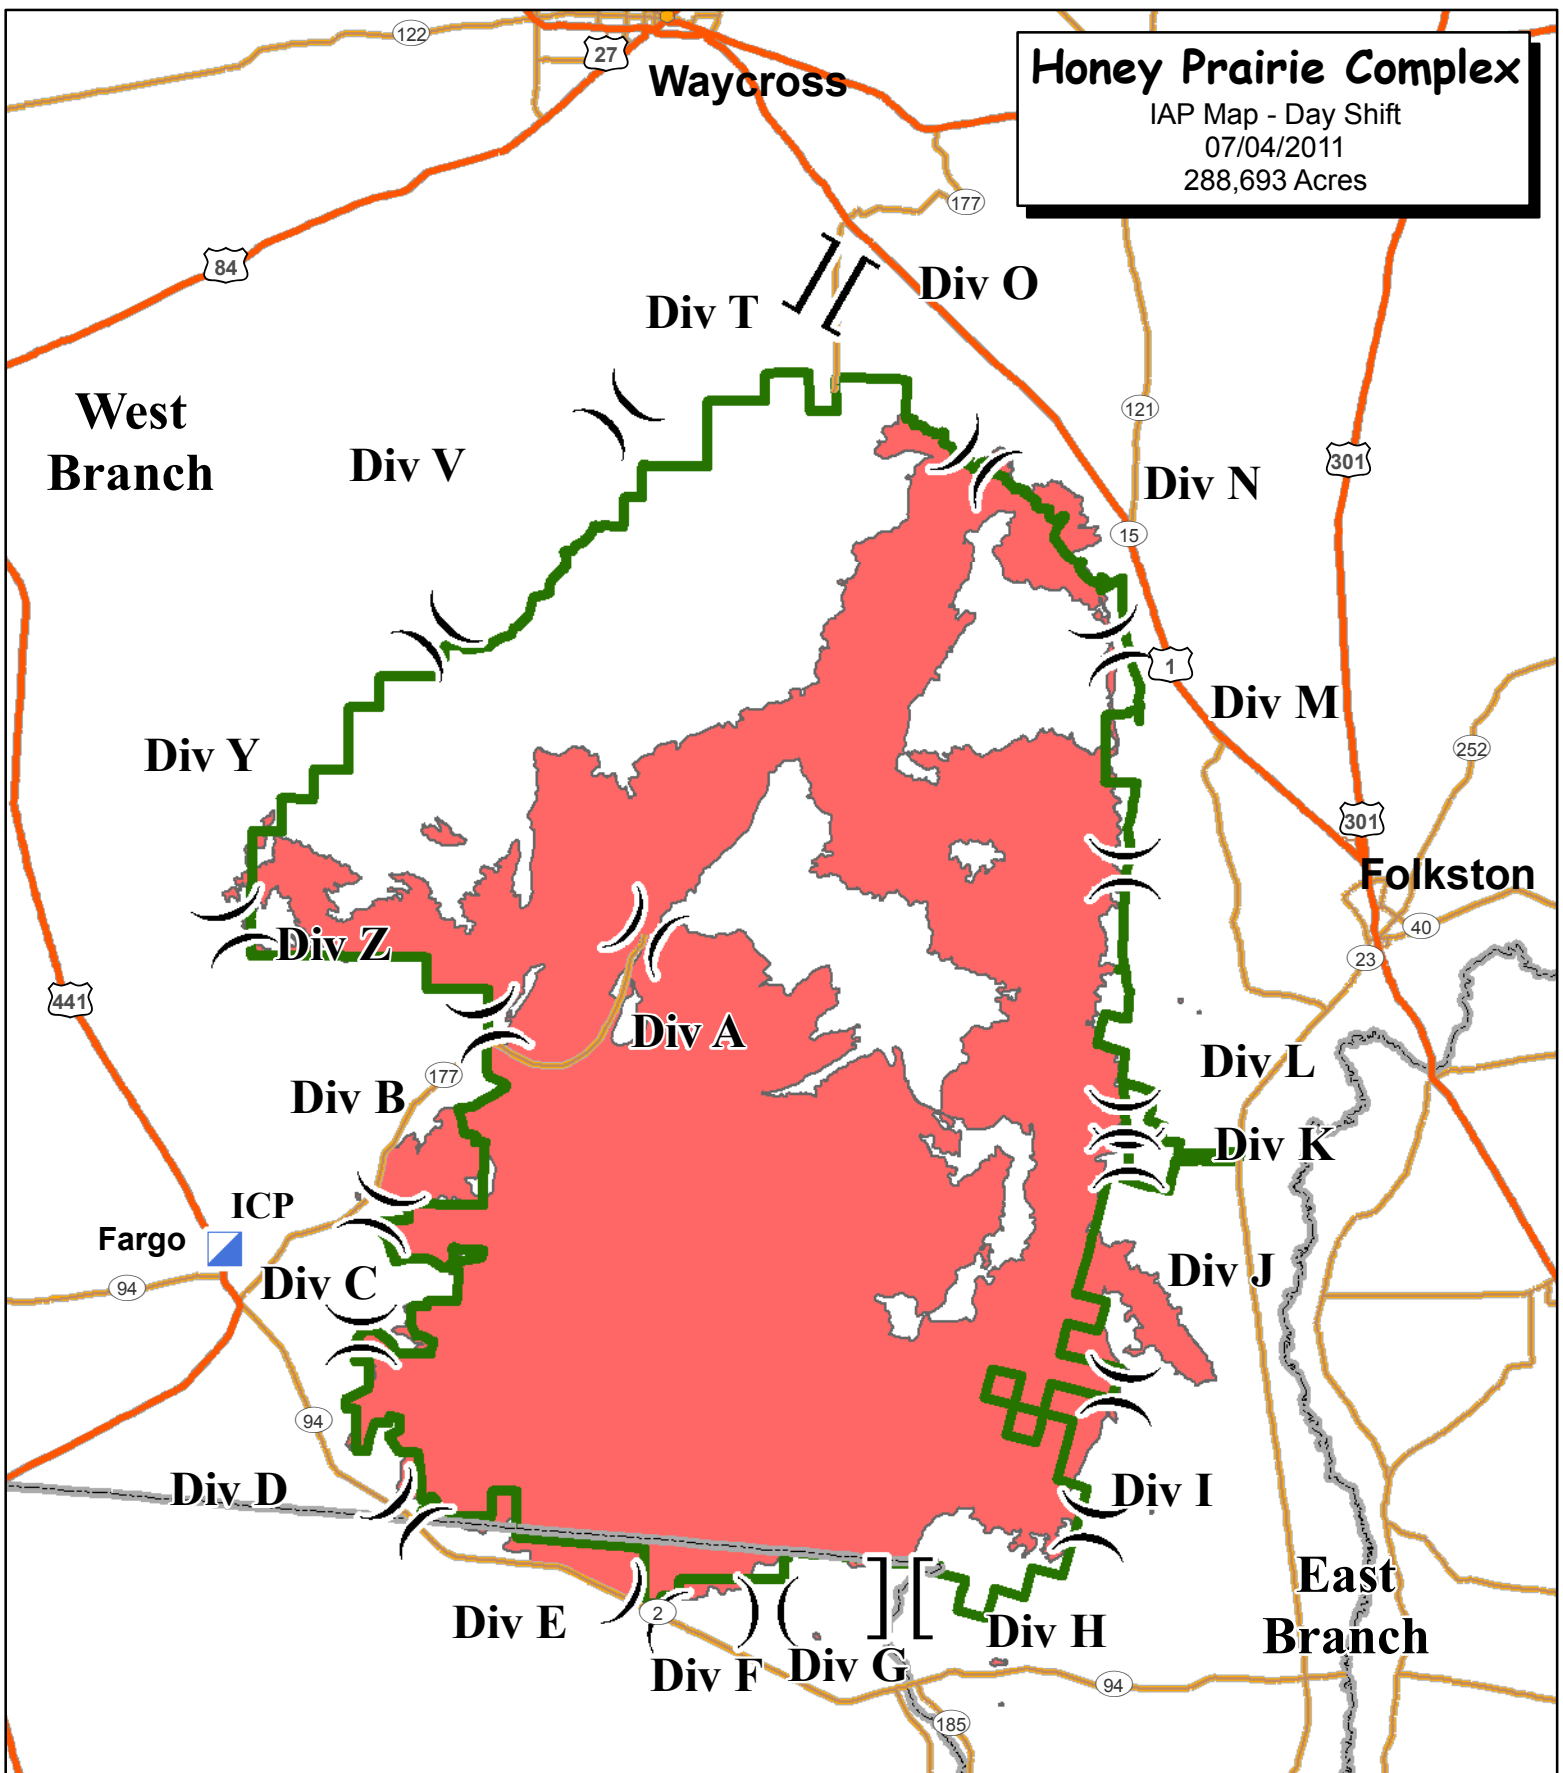 122
27
Waycross
Honey Prairie Complex
IAP Map - Day Shift
07/04/2011
288,693 Acres
177
84
Div O
Div T
West
Branch
121
301
Div V
Div N
15
1
Div M
Div Y
252
301
Folkston
40
Div Z
23
441
Div A
Div L
177
Div B
Div K
ICP
Fargo
Div J
94
Div C
94
Div D
Div I
East
Branch
2
Div E
Div H
Div F
Div G
94
185